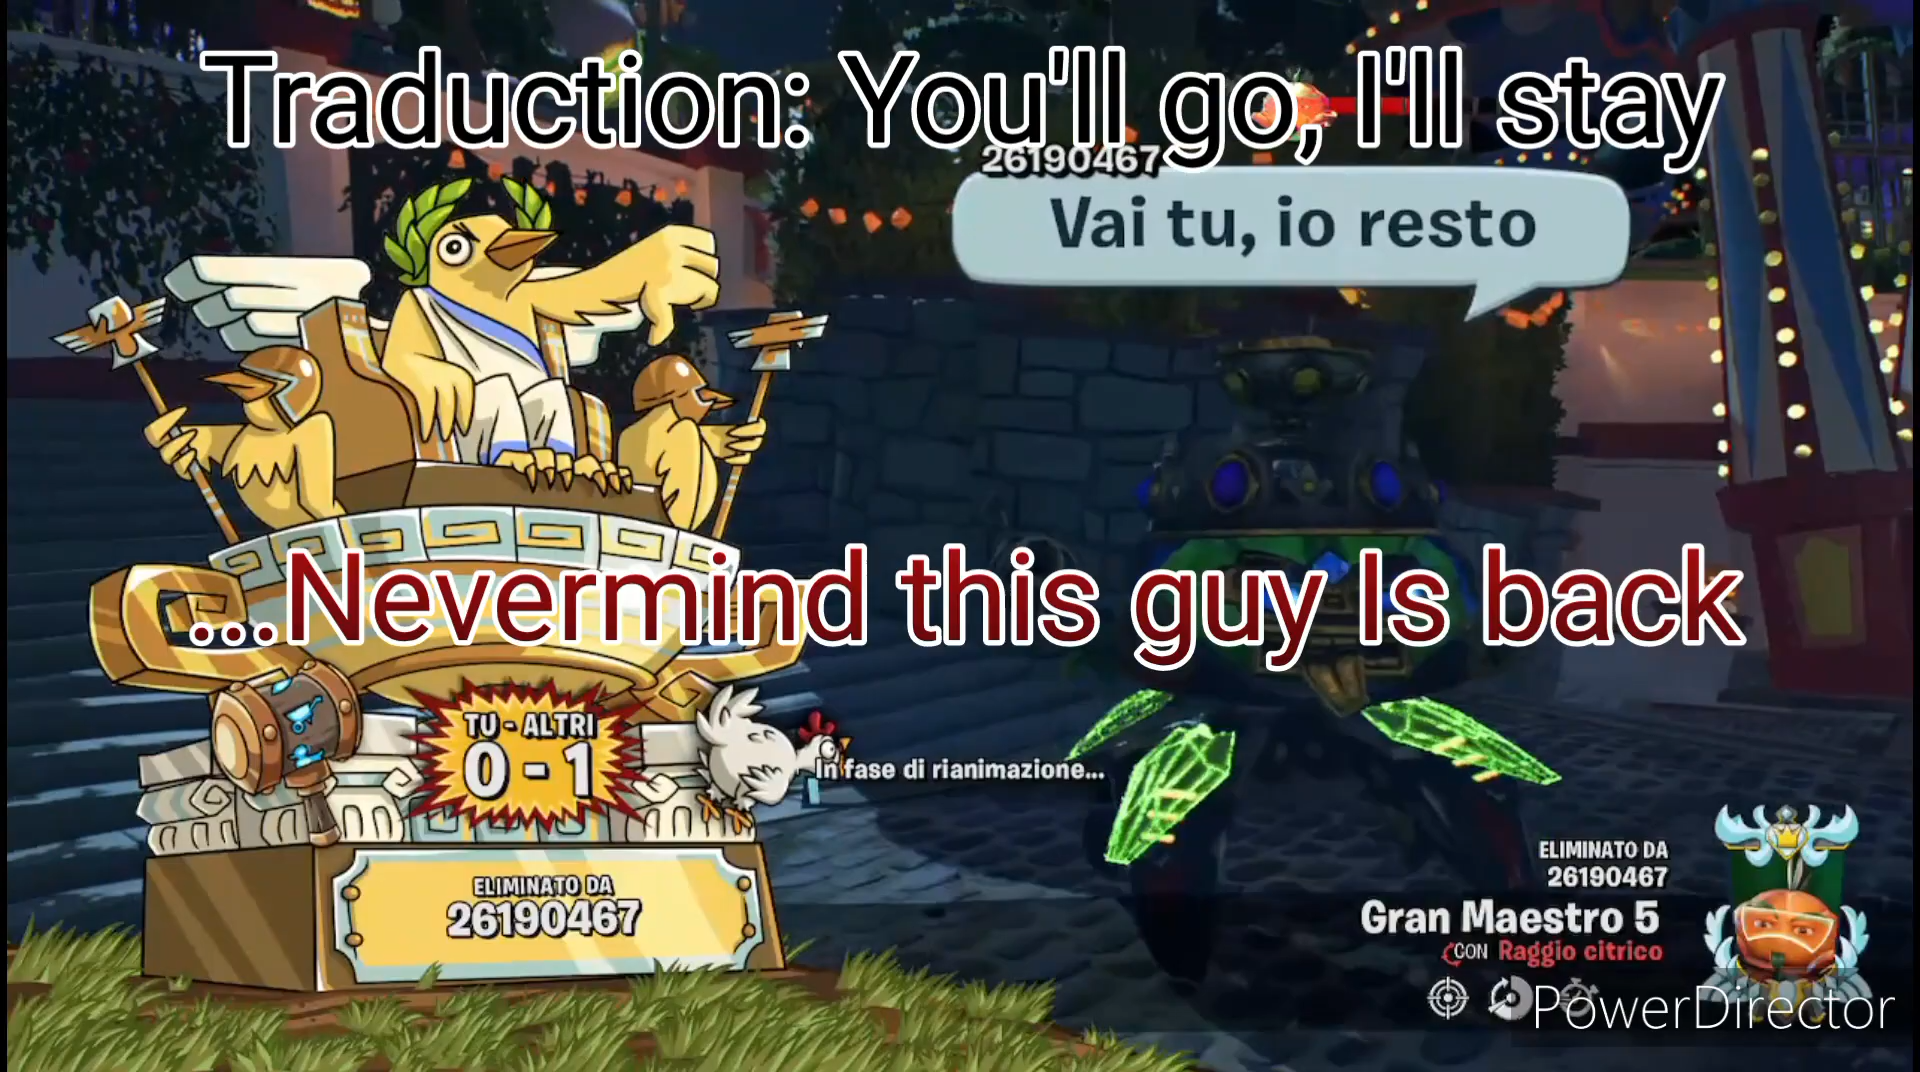 Traduction: You'll go, I'll stay
26190467
Vai tu, io resto
...Nevermind this guy Is back
TU - ALTRI
0 - 1
In fase di rianimazione...
ELIMINATO DA
26190467
ELIMINATO DA
26190467
Gran Maestro 5
CON Raggio citrico
PowerDirector